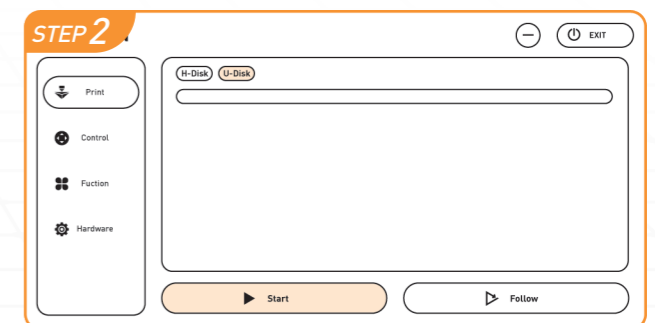 STEP 2
EXIT
H-Disk U-Disk
Print
Control
Fuction
Hardware
Start Follow